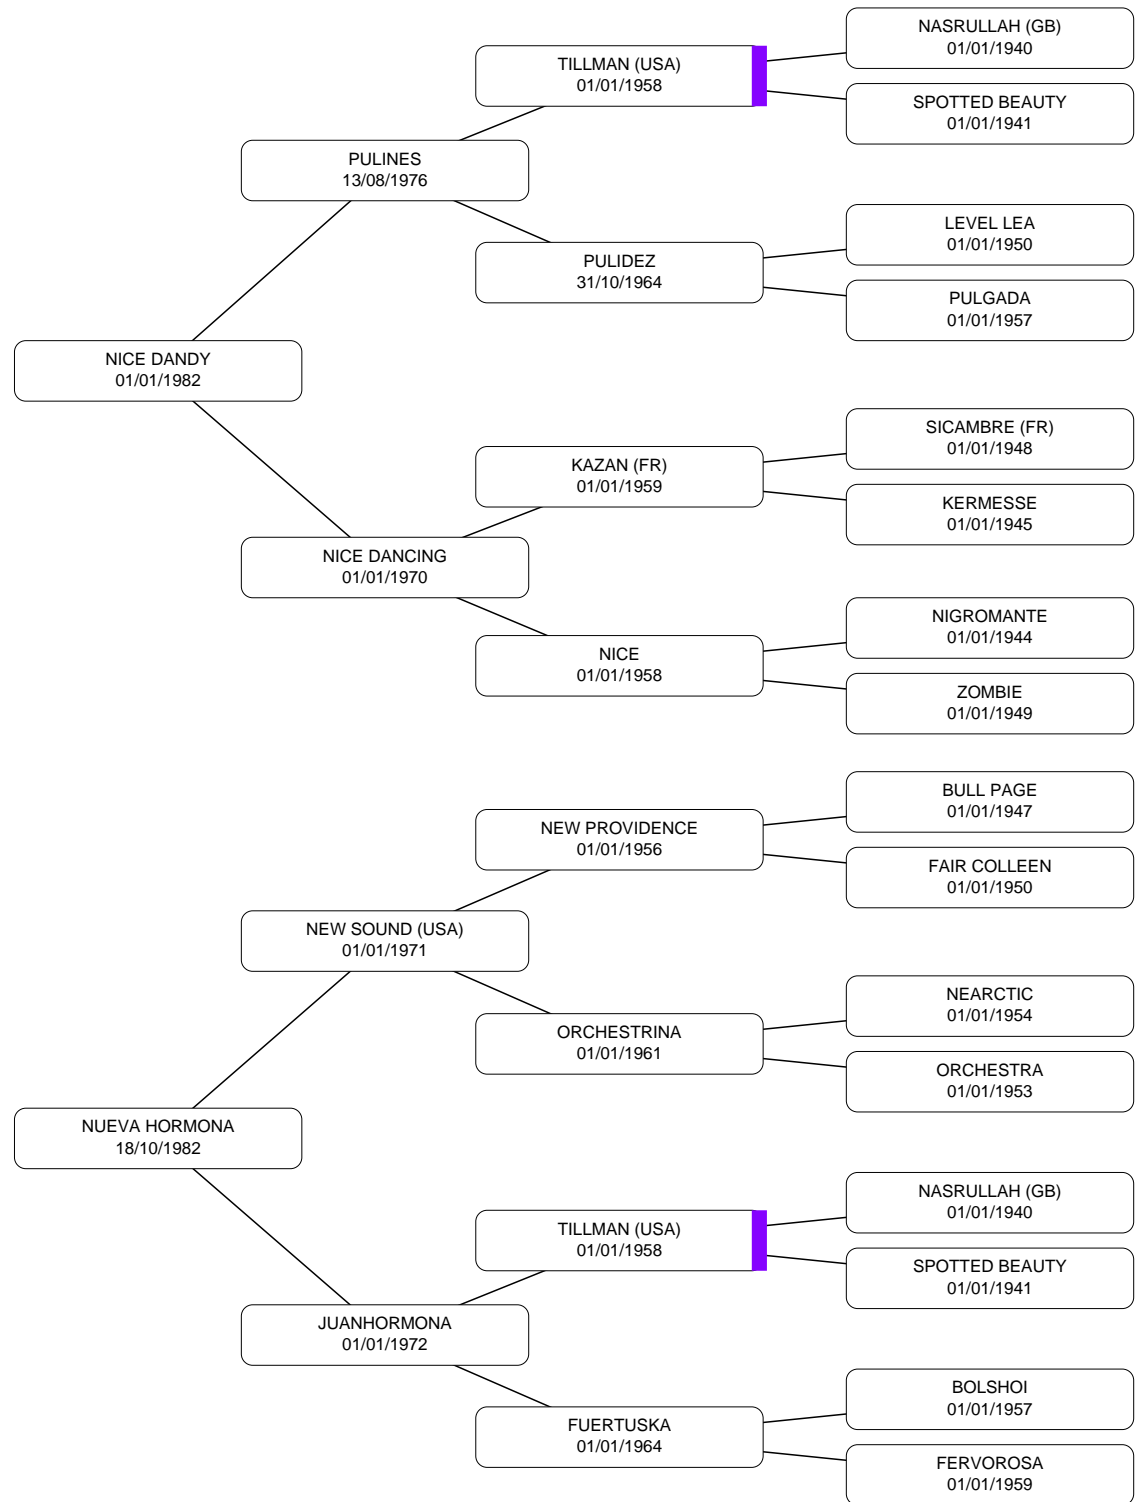 NASRULLAH (GB)
01/01/1940
TILLMAN (USA)
01/01/1958
SPOTTED BEAUTY
01/01/1941
PULINES
13/08/1976
LEVEL LEA
01/01/1950
PULIDEZ
31/10/1964
PULGADA
01/01/1957
NICE DANDY
01/01/1982
SICAMBRE (FR)
01/01/1948
KAZAN (FR)
01/01/1959
KERMESSE
01/01/1945
NICE DANCING
01/01/1970
NIGROMANTE
01/01/1944
NICE
01/01/1958
ZOMBIE
01/01/1949
BULL PAGE
01/01/1947
NEW PROVIDENCE
01/01/1956
FAIR COLLEEN
01/01/1950
NEW SOUND (USA)
01/01/1971
NEARCTIC
01/01/1954
ORCHESTRINA
01/01/1961
ORCHESTRA
01/01/1953
NUEVA HORMONA
18/10/1982
NASRULLAH (GB)
01/01/1940
TILLMAN (USA)
01/01/1958
SPOTTED BEAUTY
01/01/1941
JUANHORMONA
01/01/1972
BOLSHOI
01/01/1957
FUERTUSKA
01/01/1964
FERVOROSA
01/01/1959